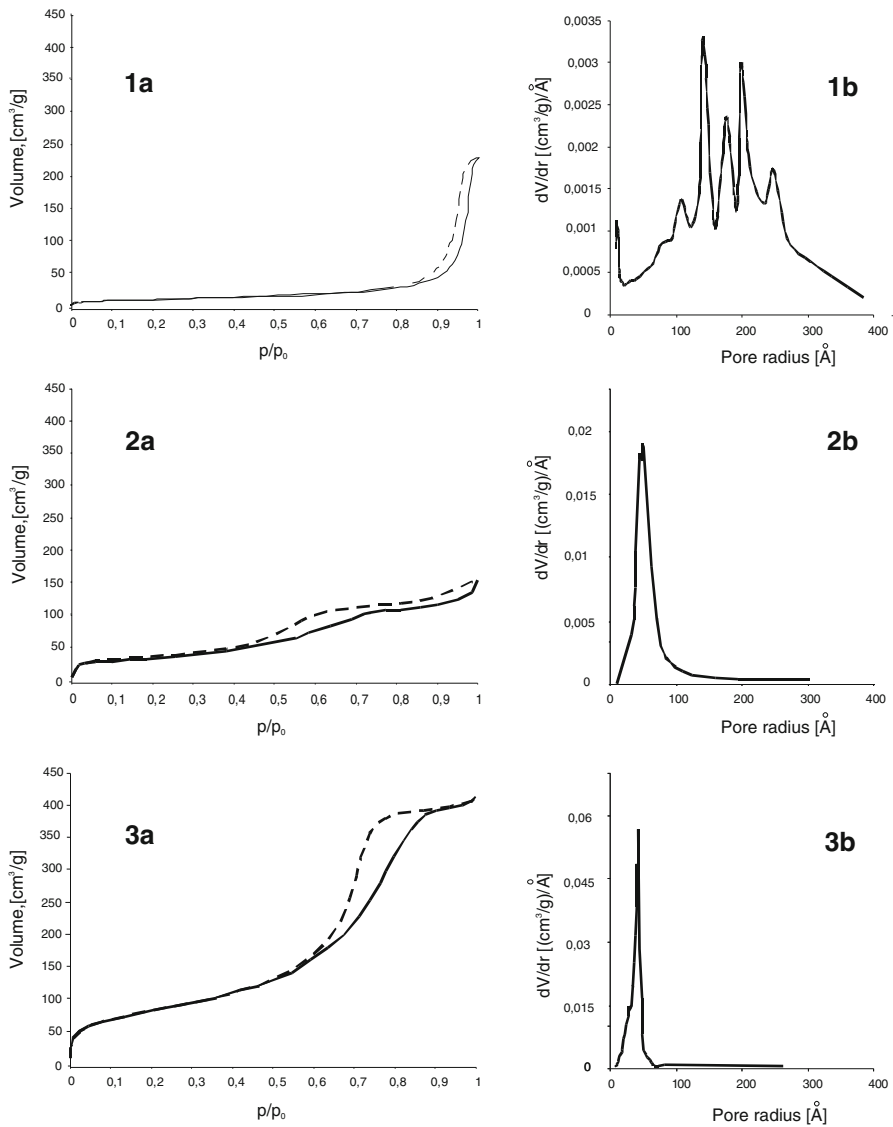 450
400
350
300
250
200
150
100
50
0
Volume,[cm³/g]
1a
0 0,1 0,2 0,3 0,4 0,5 0,6 0,7 0,8 0,9 1
p/p₀
0,0035
0,003
0,0025
0,002
0,0015
0,001
0,0005
0
dV/dr [(cm³/g)/Å]
1b
0 100 200 300 400
Pore radius [Å]
450
400
350
300
250
200
150
100
50
0
Volume,[cm³/g]
2a
0 0,1 0,2 0,3 0,4 0,5 0,6 0,7 0,8 0,9 1
p/p₀
0,02
0,015
0,01
0,005
0
dV/dr [(cm³/g)/Å]
2b
0 100 200 300 400
Pore radius [Å]
450
400
350
300
250
200
150
100
50
0
Volume,[cm³/g]
3a
0 0,1 0,2 0,3 0,4 0,5 0,6 0,7 0,8 0,9 1
p/p₀
0,06
0,045
0,03
0,015
0
dV/dr [(cm³/g)/Å]
3b
0 100 200 300 400
Pore radius [Å]